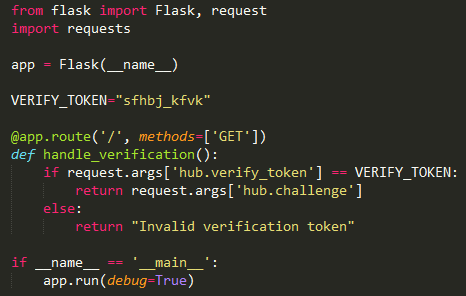 from flask import Flask, request
import requests
app = Flask(__name__)
VERIFY_TOKEN="sfhbj_kfvk"
@app.route('/', methods=['GET'])
def handle_verification():
    if request.args['hub.verify_token'] == VERIFY_TOKEN:
        return request.args['hub.challenge']
    else:
        return "Invalid verification token"
if __name__ == '__main__':
    app.run(debug=True)